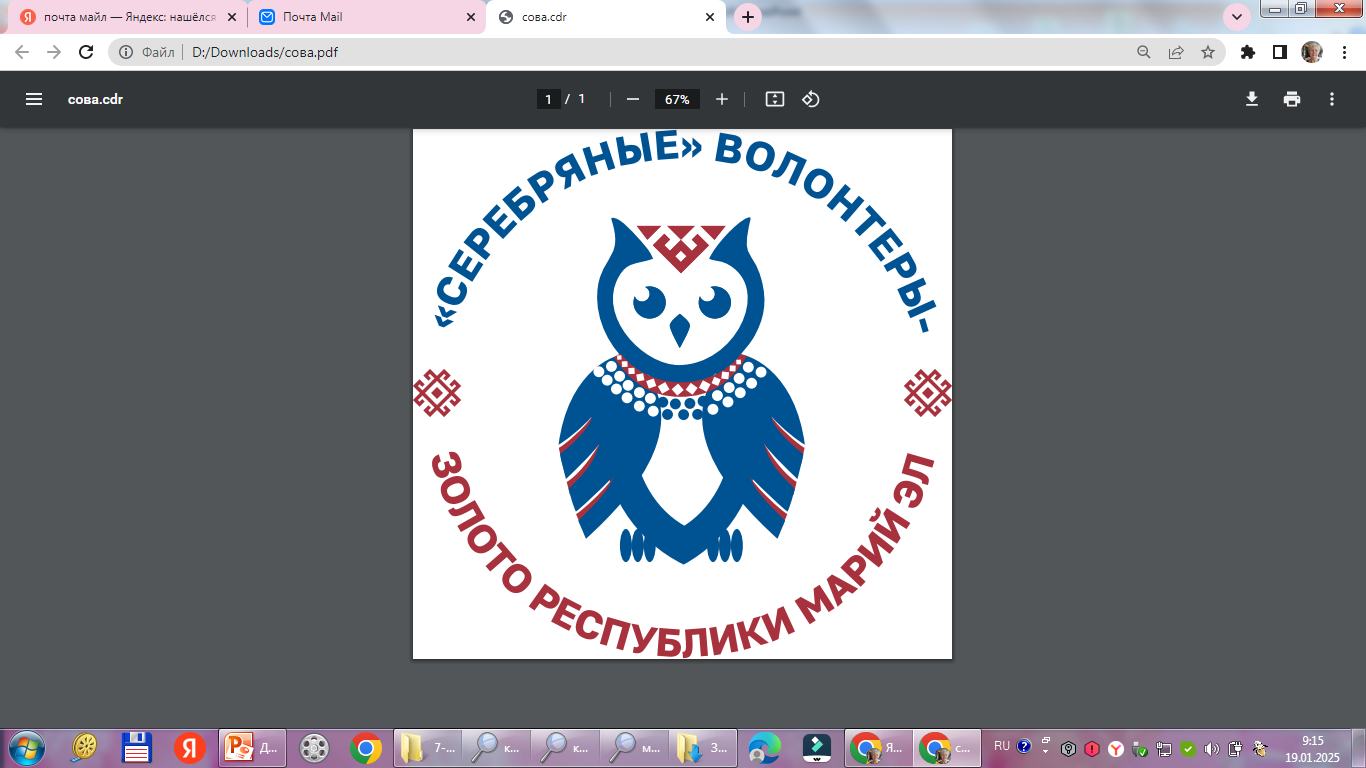 почта майл — Яндекс: нашёлся
Почта Mail
сова.cdr
Файл
D:/Downloads/сова.pdf
сова.cdr
1 / 1
67%
«СЕРЕБРЯНЫЕ» ВОЛОНТЕРЫ-
ЗОЛОТО РЕСПУБЛИКИ МАРИЙ ЭЛ
Д...
7-...
к...
к...
м...
З...
Я...
с...
RU
9:15
19.01.2025